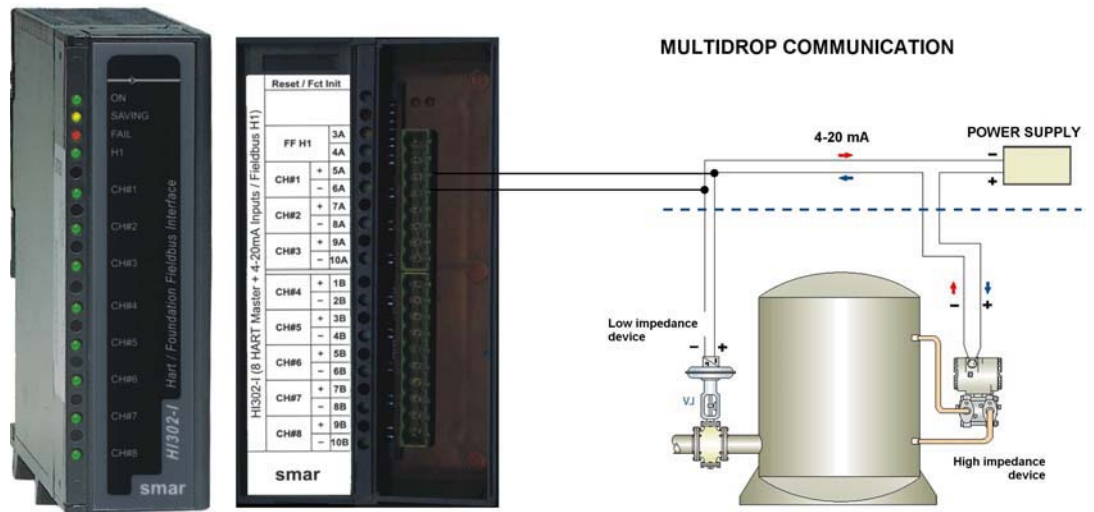 ON
SAVING
FAIL
H1
CH#1
CH#2
CH#3
CH#4
CH#5
CH#6
CH#7
CH#8
Hart / Foundation Fieldbus Interface
HI302-I
smar
HI302-I (8 HART Master + 4-20mA Inputs / Fieldbus H1)
Reset / Fct Init
FF H1 3A
4A
CH#1 + 5A
- 6A
CH#2 + 7A
- 8A
CH#3 + 9A
- 10A
CH#4 + 1B
- 2B
CH#5 + 3B
- 4B
CH#6 + 5B
- 6B
CH#7 + 7B
- 8B
CH#8 + 9B
- 10B
smar
MULTIDROP COMMUNICATION
4-20 mA
POWER SUPPLY
-
+
- +
Low impedance
device
- +
High impedance
device